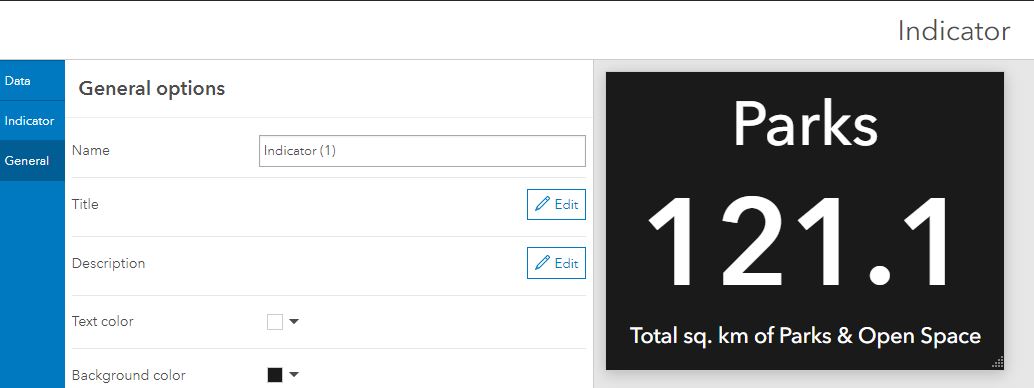 Indicator
Data
Indicator
General
General options
Name
Indicator (1)
Title
Edit
Description
Edit
Text color
Background color
Parks
121.1
Total sq. km of Parks & Open Space